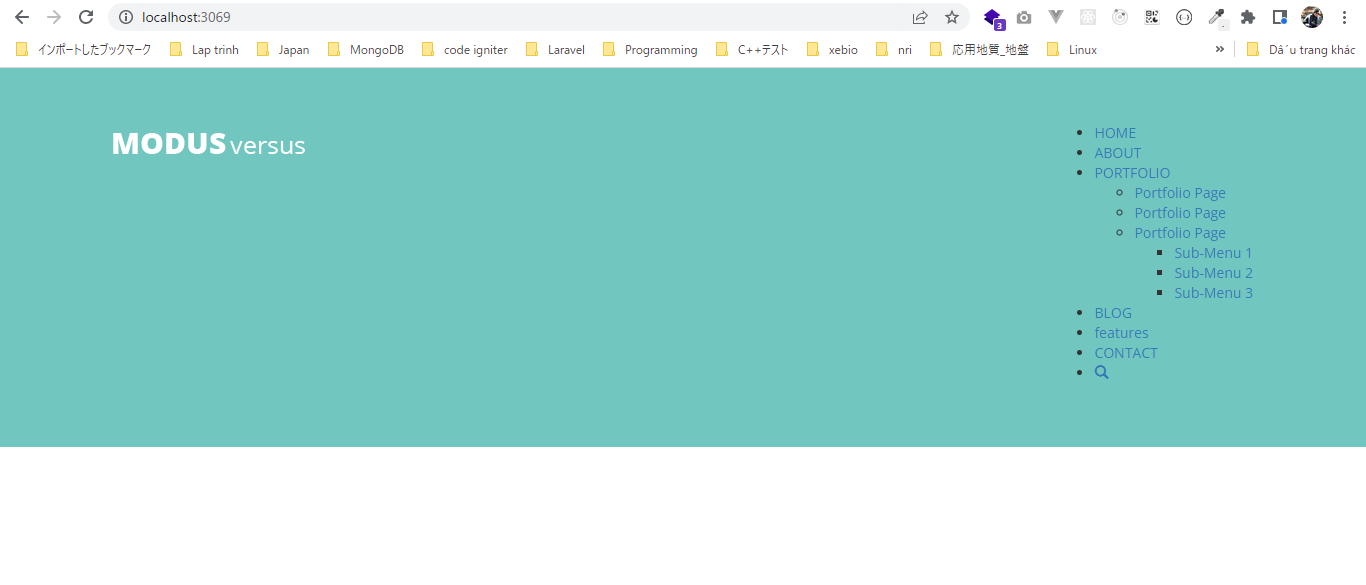 localhost:3069
3
インポートしたブックマーク Lap trinh Japan MongoDB code igniter Laravel Programming C++テスト xebio nri 応用地質_地盤 Linux » Dâ´u trang khác
MODUS versus
HOME
ABOUT
PORTFOLIO
Portfolio Page
Portfolio Page
Portfolio Page
Sub-Menu 1
Sub-Menu 2
Sub-Menu 3
BLOG
features
CONTACT